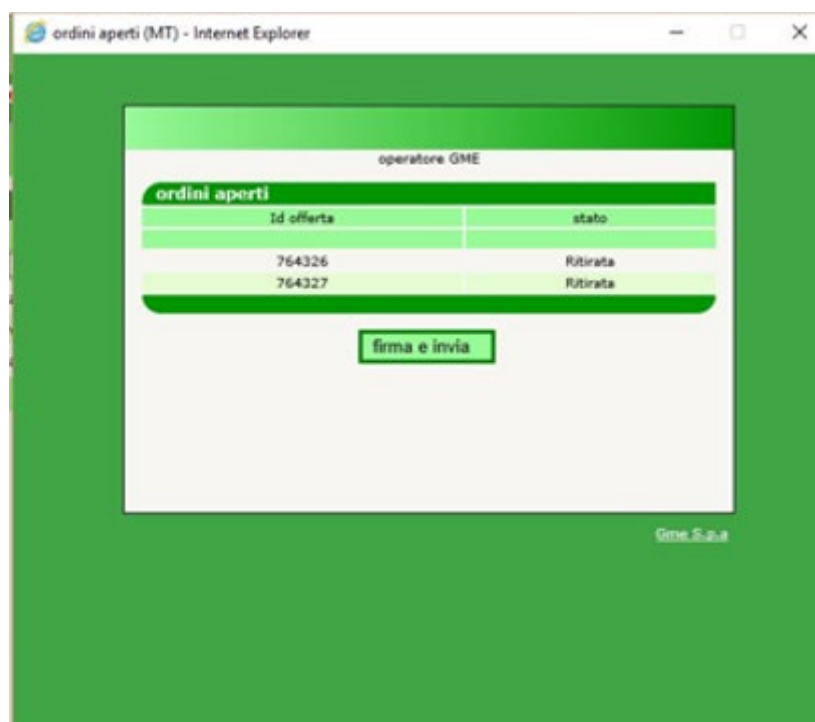 ordini aperti (MT) - Internet Explorer
operatore GME
ordini aperti
Id offerta stato
764326 Ritirata
764327 Ritirata
firma e invia
Gme S.p.a